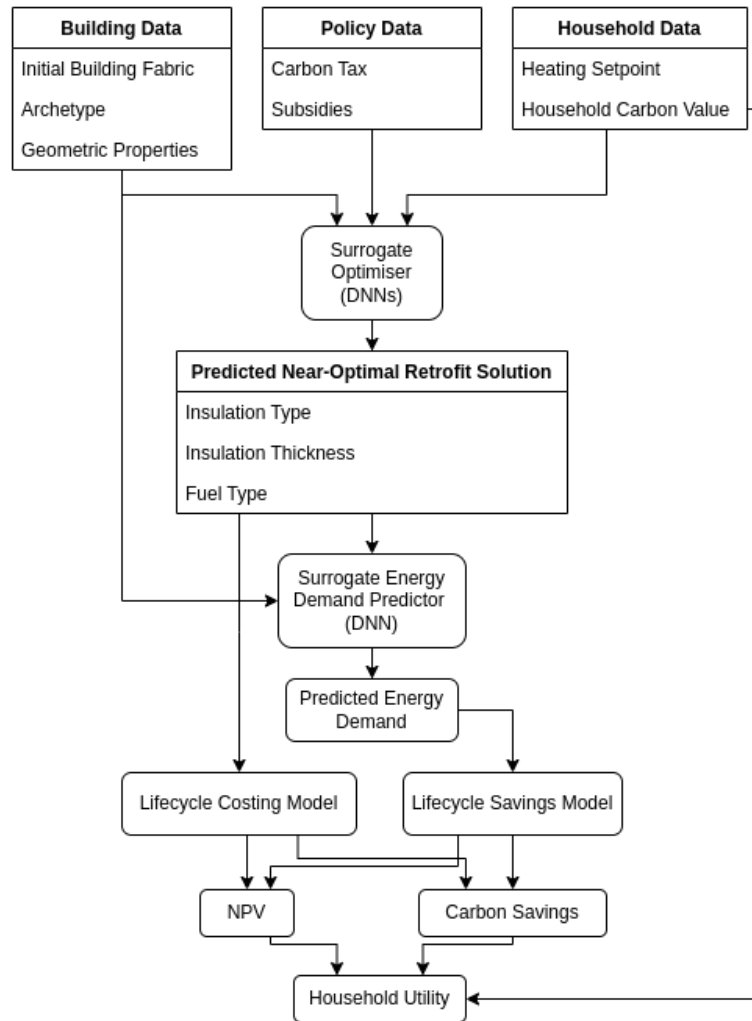 Building Data
Initial Building Fabric
Archetype
Geometric Properties
Policy Data
Carbon Tax
Subsidies
Household Data
Heating Setpoint
Household Carbon Value
Surrogate
Optimiser
(DNNs)
Predicted Near-Optimal Retrofit Solution
Insulation Type
Insulation Thickness
Fuel Type
Surrogate Energy
Demand Predictor
(DNN)
Predicted Energy
Demand
Lifecycle Costing Model
Lifecycle Savings Model
NPV
Carbon Savings
Household Utility